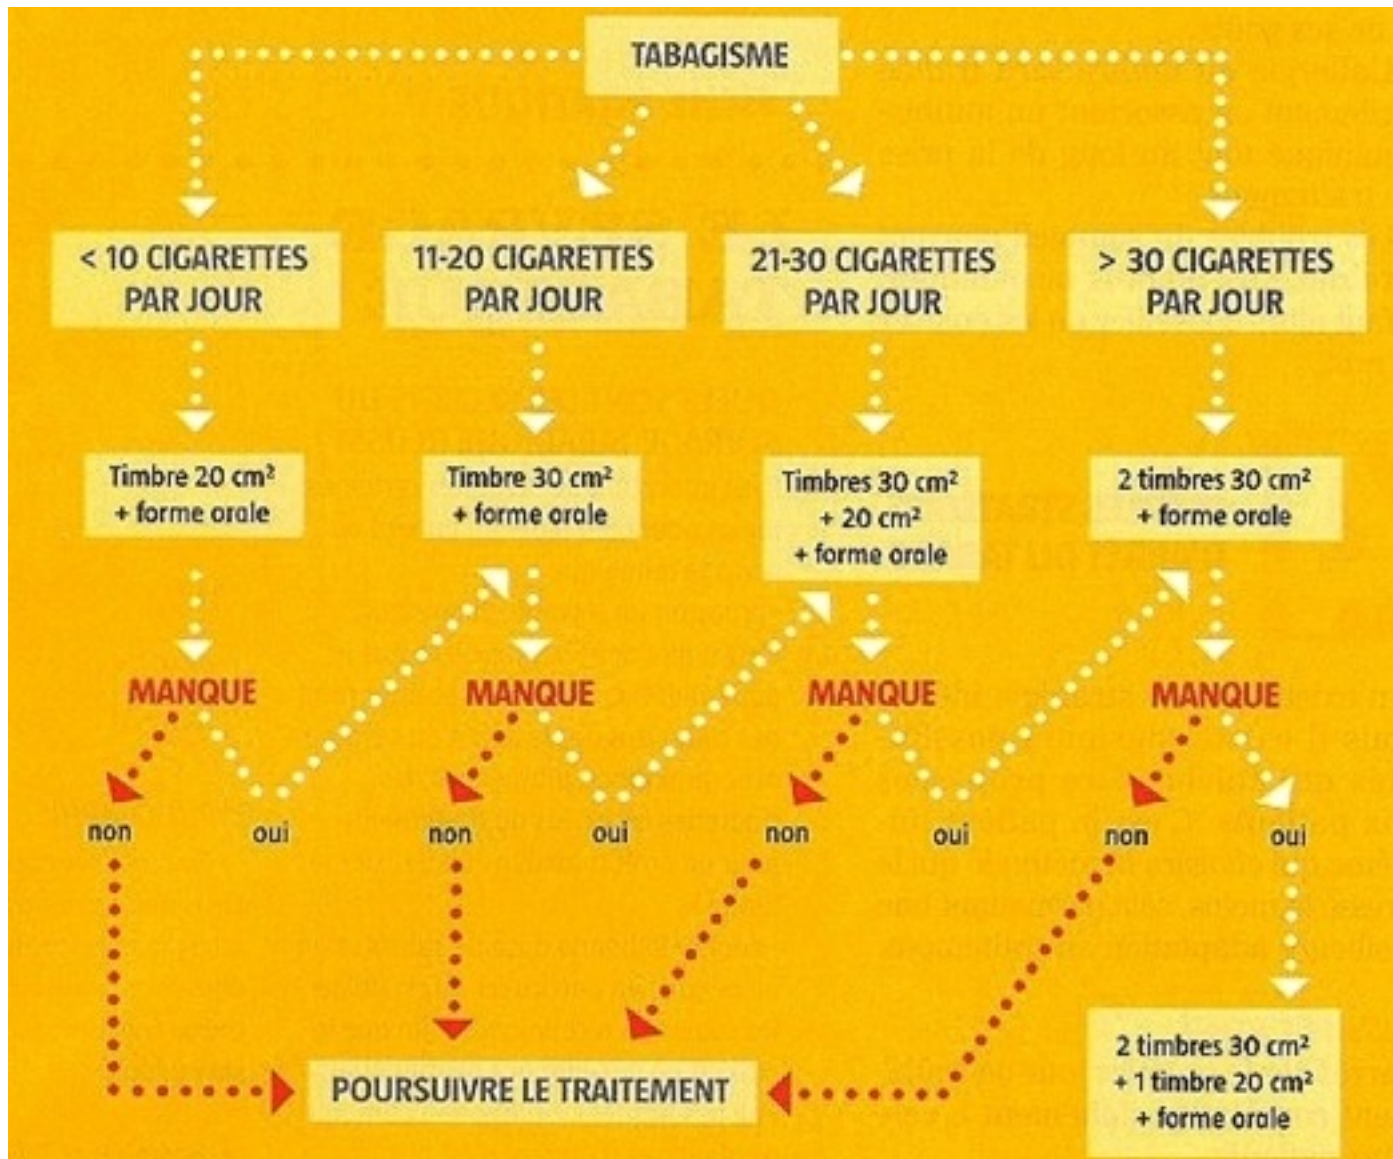 TABAGISME
< 10 CIGARETTES
PAR JOUR
11-20 CIGARETTES
PAR JOUR
21-30 CIGARETTES
PAR JOUR
> 30 CIGARETTES
PAR JOUR
Timbre 20 cm²
+ forme orale
Timbre 30 cm²
+ forme orale
Timbres 30 cm²
+ 20 cm²
+ forme orale
2 timbres 30 cm²
+ forme orale
MANQUE
MANQUE
MANQUE
MANQUE
non
oui
non
oui
non
oui
non
oui
POURSUIVRE LE TRAITEMENT
2 timbres 30 cm²
+ 1 timbre 20 cm²
+ forme orale